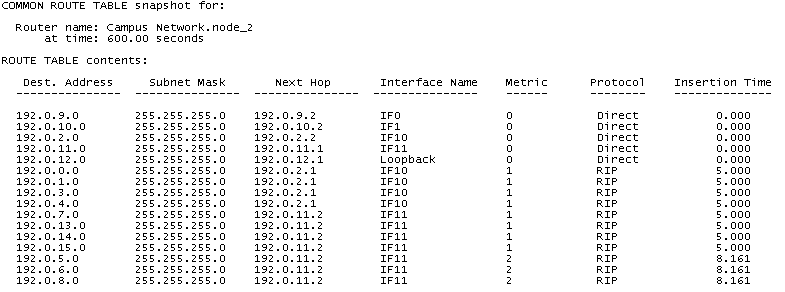 COMMON ROUTE TABLE snapshot for:
Router name: Campus Network.node_2
at time: 600.00 seconds
ROUTE TABLE contents:
Dest. Address Subnet Mask Next Hop Interface Name Metric Protocol Insertion Time
-------------- -------------- -------------- -------------- ------- -------- --------------
192.0.9.0 255.255.255.0 192.0.9.2 IF0 0 Direct 0.000
192.0.10.0 255.255.255.0 192.0.10.2 IF1 0 Direct 0.000
192.0.2.0 255.255.255.0 192.0.2.2 IF10 0 Direct 0.000
192.0.11.0 255.255.255.0 192.0.11.1 IF11 0 Direct 0.000
192.0.12.0 255.255.255.0 192.0.12.1 Loopback 0 Direct 0.000
192.0.0.0 255.255.255.0 192.0.2.1 IF10 1 RIP 5.000
192.0.1.0 255.255.255.0 192.0.2.1 IF10 1 RIP 5.000
192.0.3.0 255.255.255.0 192.0.2.1 IF10 1 RIP 5.000
192.0.4.0 255.255.255.0 192.0.2.1 IF10 1 RIP 5.000
192.0.7.0 255.255.255.0 192.0.11.2 IF11 1 RIP 5.000
192.0.13.0 255.255.255.0 192.0.11.2 IF11 1 RIP 5.000
192.0.14.0 255.255.255.0 192.0.11.2 IF11 1 RIP 5.000
192.0.15.0 255.255.255.0 192.0.11.2 IF11 1 RIP 5.000
192.0.5.0 255.255.255.0 192.0.11.2 IF11 2 RIP 8.161
192.0.6.0 255.255.255.0 192.0.11.2 IF11 2 RIP 8.161
192.0.8.0 255.255.255.0 192.0.11.2 IF11 2 RIP 8.161